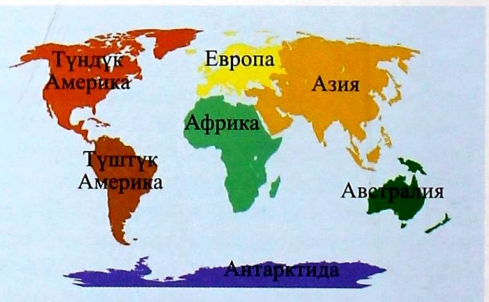 Түндүк
Америка
Европа
Азия
Африка
Түштүк
Америка
Австралия
Антарктида